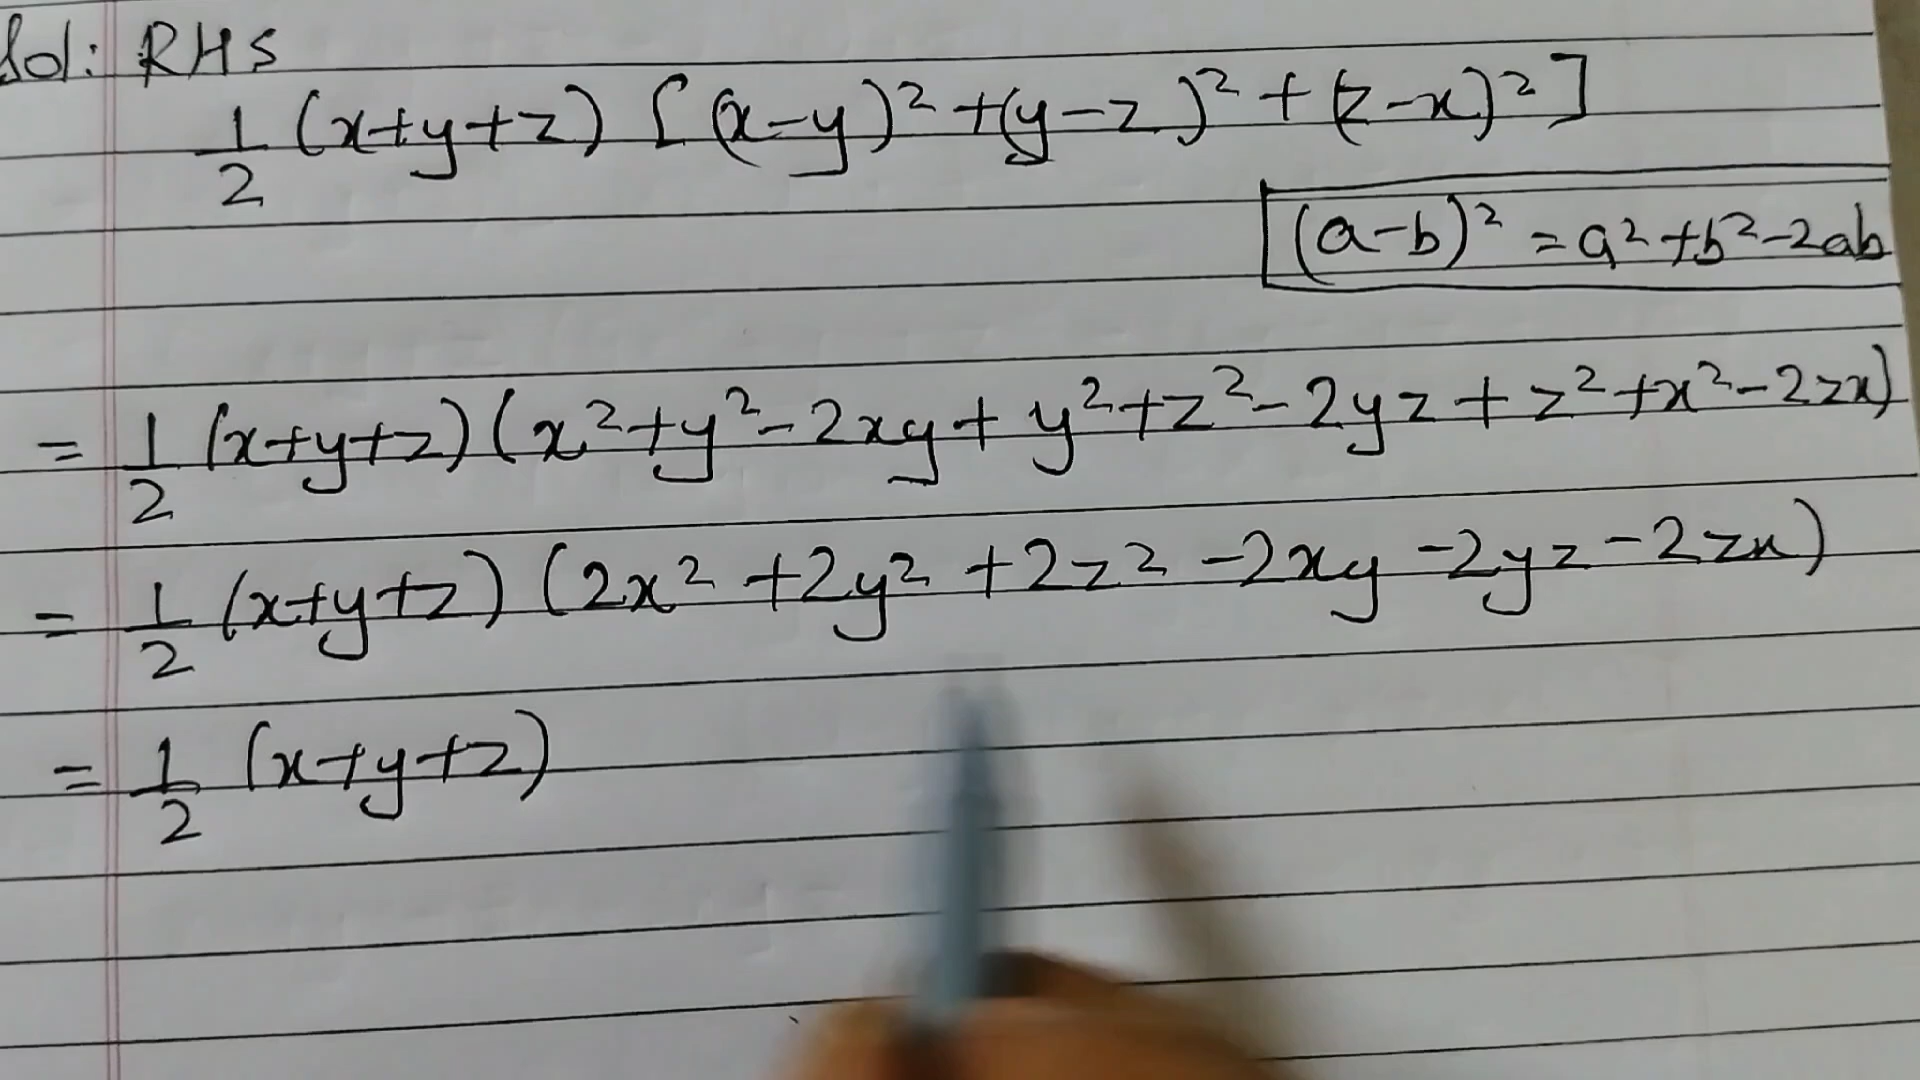 Sol: RHS
1/2 (x+y+z) [(x-y)² +(y-z)² + (z-x)²]
(a-b)² = a² +b² -2ab
= 1/2 (x+y+z) (x² +y² -2xy + y² +z² -2yz + z² +x² -2zx)
= 1/2 (x+y+z) (2x² +2y² +2z² -2xy -2yz -2zx)
= 1/2 (x+y+z)